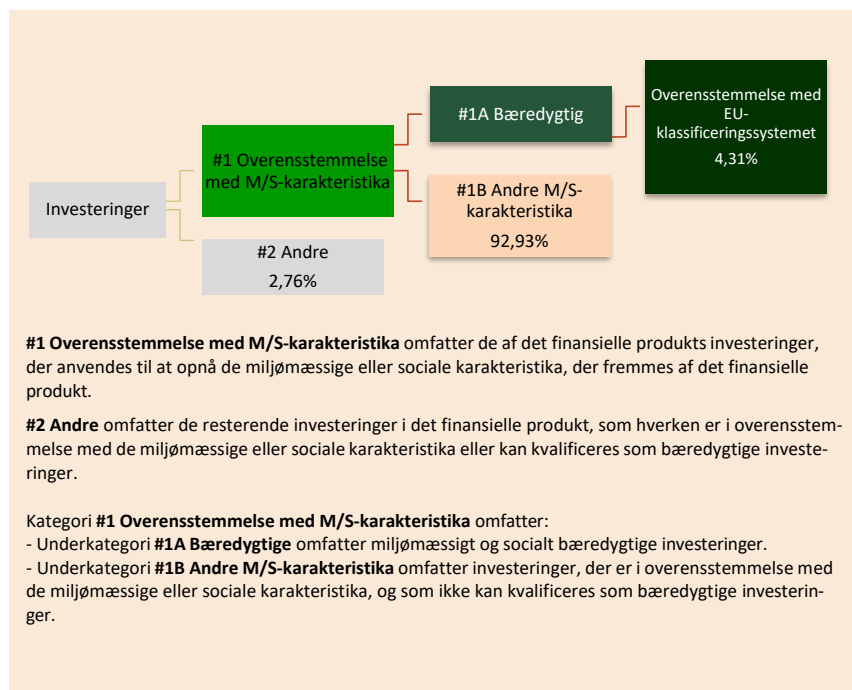 Investeringer
#1 Overensstemmelse
med M/S-karakteristika
#2 Andre
2,76%
#1A Bæredygtig
#1B Andre M/S-
karakteristika
92,93%
Overensstemmelse med
EU-
klassificeringssystemet
4,31%
#1 Overensstemmelse med M/S-karakteristika omfatter de af det finansielle produkts investeringer,
der anvendes til at opnå de miljømæssige eller sociale karakteristika, der fremmes af det finansielle
produkt.
#2 Andre omfatter de resterende investeringer i det finansielle produkt, som hverken er i overensstem-
melse med de miljømæssige eller sociale karakteristika eller kan kvalificeres som bæredygtige investe-
ringer.
Kategori #1 Overensstemmelse med M/S-karakteristika omfatter:
- Underkategori #1A Bæredygtige omfatter miljømæssigt og socialt bæredygtige investeringer.
- Underkategori #1B Andre M/S-karakteristika omfatter investeringer, der er i overensstemmelse med
de miljømæssige eller sociale karakteristika, og som ikke kan kvalificeres som bæredygtige investerin-
ger.